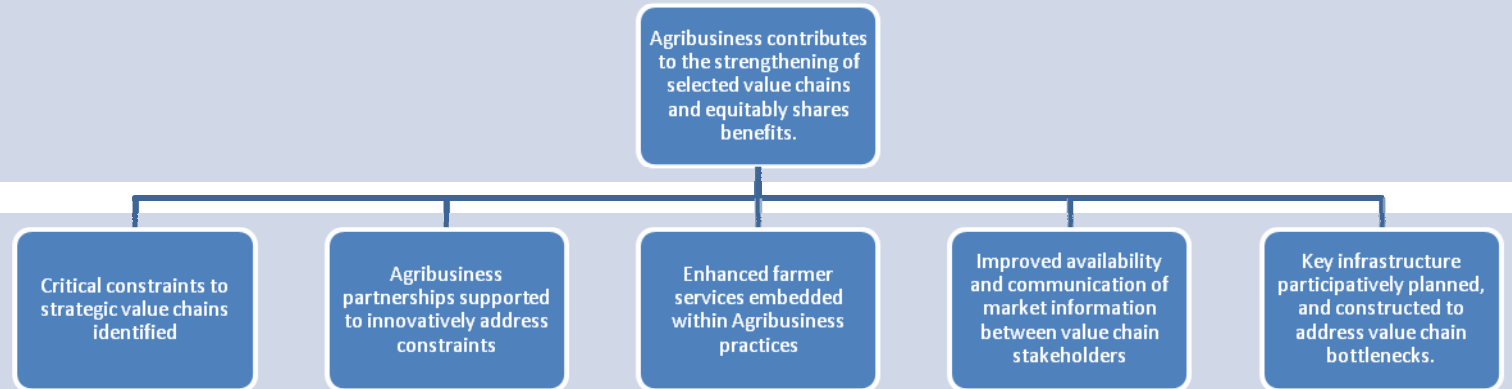 Agribusiness contributes
to the strengthening of
selected value chains
and equitably shares
benefits.
Critical constraints to
strategic value chains
identified
Agribusiness
partnerships supported
to innovatively address
constraints
Enhanced farmer
services embedded
within Agribusiness
practices
Improved availability
and communication of
market information
between value chain
stakeholders
Key infrastructure
participatively planned,
and constructed to
address value chain
bottlenecks.